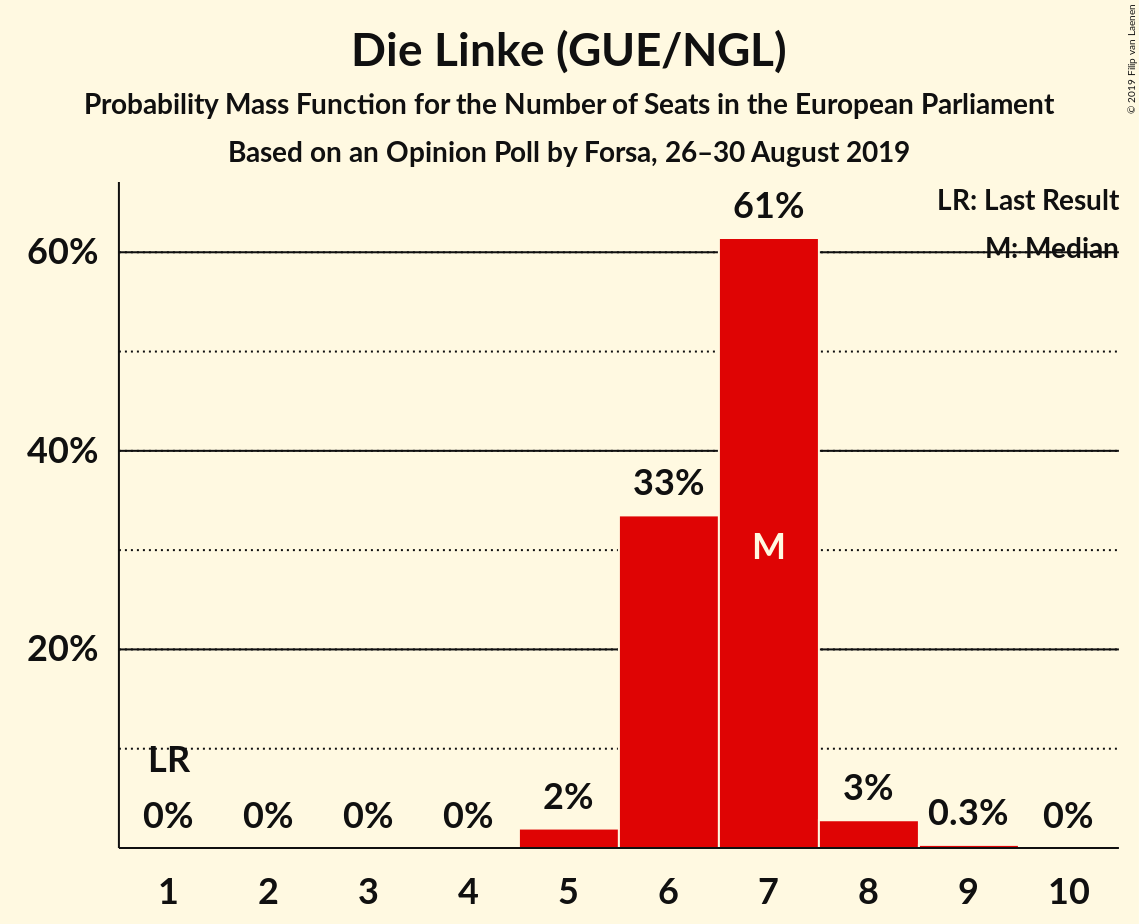 Die Linke (GUE/NGL)
Probability Mass Function for the Number of Seats in the European Parliament
Based on an Opinion Poll by Forsa, 26–30 August 2019
© 2019 Filip van Laenen
LR: Last Result
M: Median
61%
60%
40%
33%
M
20%
LR
0%
0%
0%
0%
2%
3%
0.3%
0%
1 2 3 4 5 6 7 8 9 10